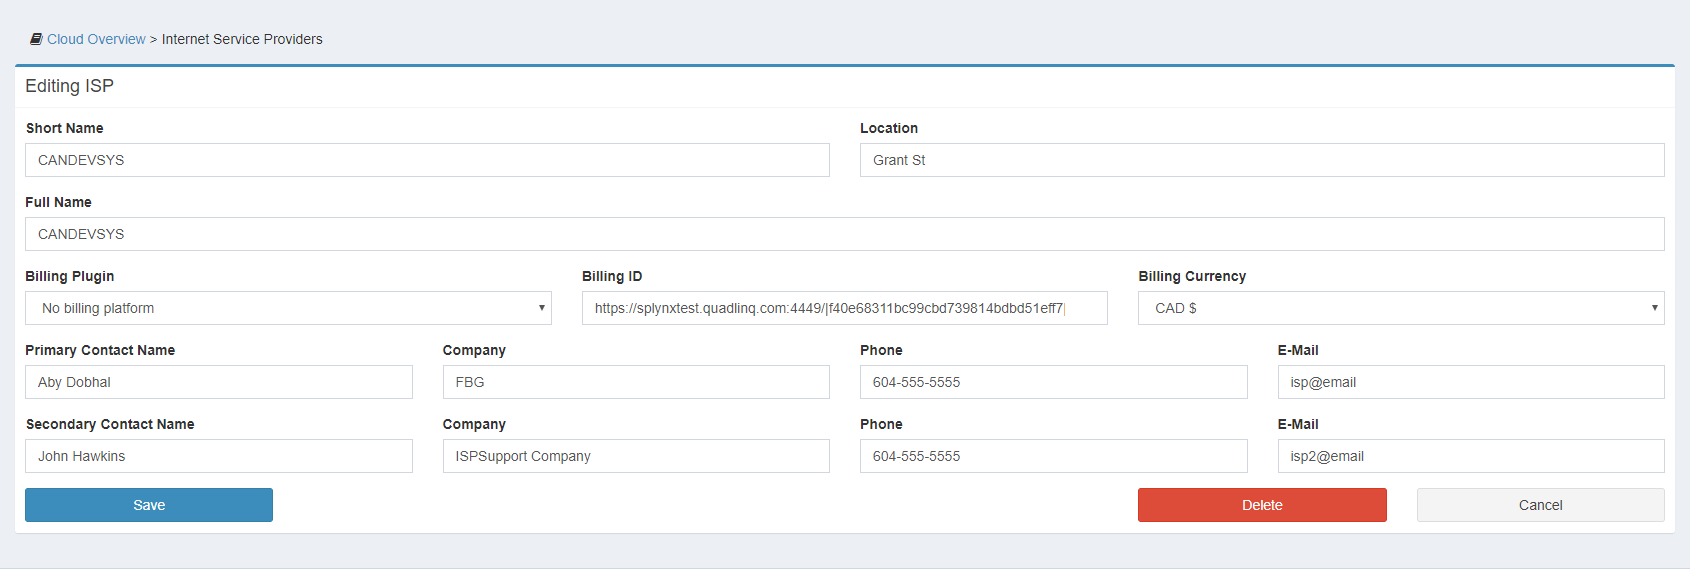 Cloud Overview > Internet Service Providers
Editing ISP
Short Name
Location
CANDEVSYS
Grant St
Full Name
CANDEVSYS
Billing Plugin
Billing ID
Billing Currency
No billing platform
https://splynxtest.quadlinq.com:4449/|f40e68311bc99cbd739814bdbd51eff7|
CAD $
Primary Contact Name
Company
Phone
E-Mail
Aby Dobhal
FBG
604-555-5555
isp@email
Secondary Contact Name
Company
Phone
E-Mail
John Hawkins
ISPSupport Company
604-555-5555
isp2@email
Save
Delete
Cancel